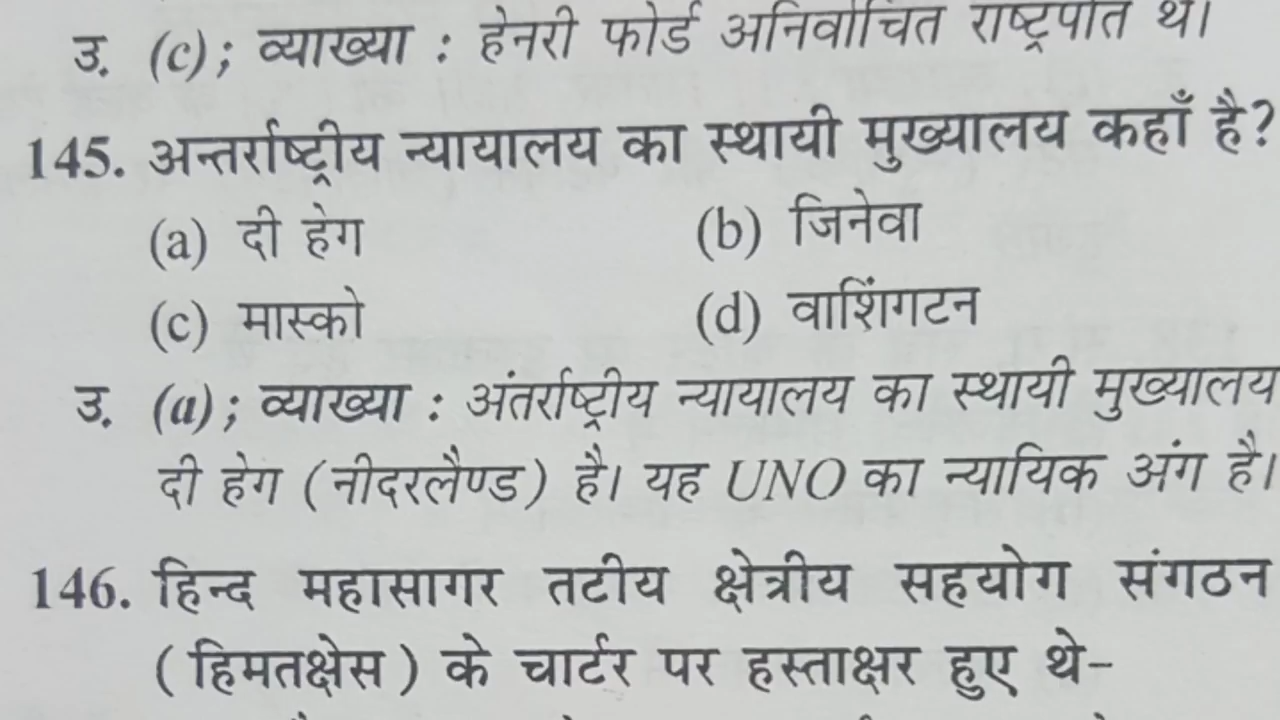 उ. (c); व्याख्या : हेनरी फोर्ड अनिर्वाचित राष्ट्रपति थे।
145. अन्तर्राष्ट्रीय न्यायालय का स्थायी मुख्यालय कहाँ है?
(a) दी हेग (b) जिनेवा
(c) मास्को (d) वाशिंगटन
उ. (a); व्याख्या : अंतर्राष्ट्रीय न्यायालय का स्थायी मुख्यालय
दी हेग (नीदरलैण्ड) है। यह UNO का न्यायिक अंग है।
146. हिन्द महासागर तटीय क्षेत्रीय सहयोग संगठन
(हिमतक्षेस) के चार्टर पर हस्ताक्षर हुए थे-